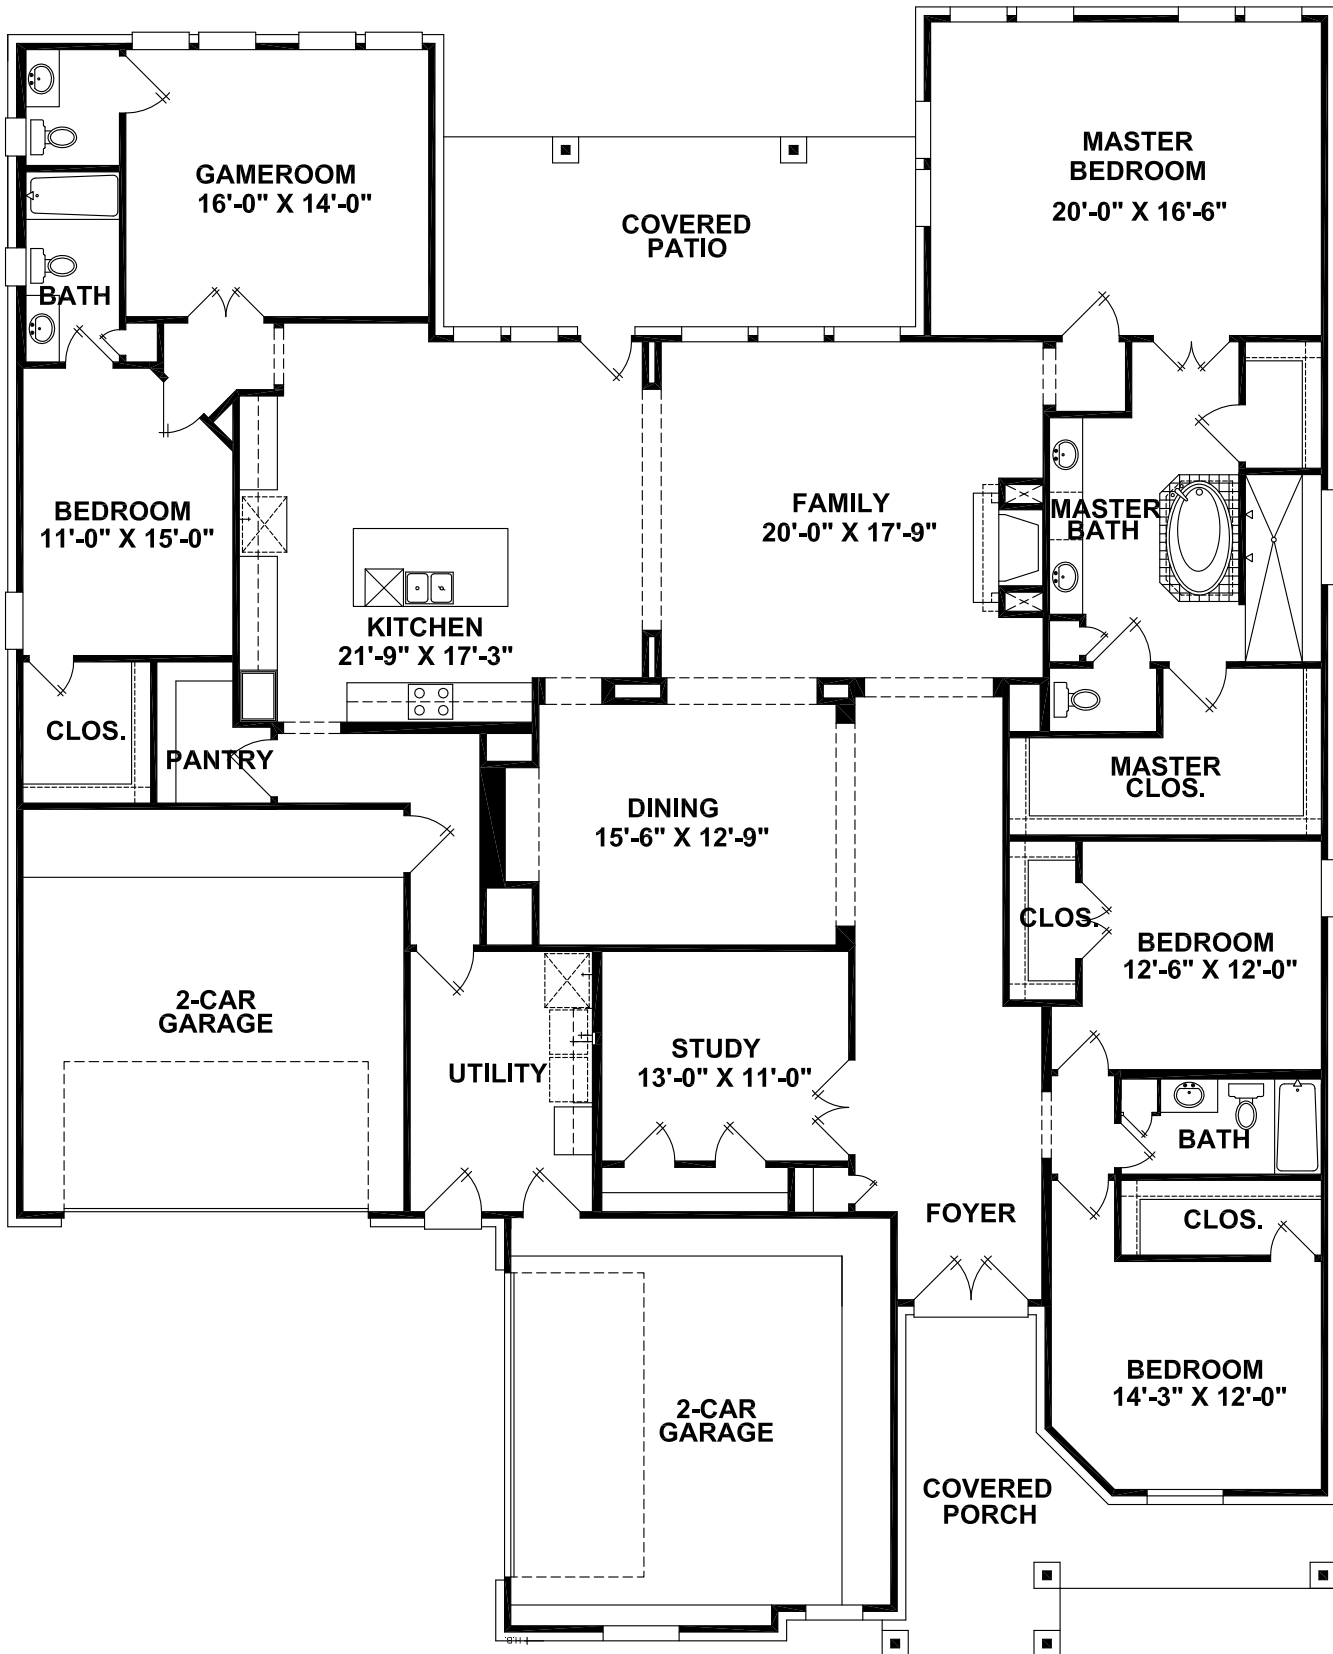 MASTER
BEDROOM
20'-0" X 16'-6"
GAMEROOM
16'-0" X 14'-0"
COVERED
PATIO
BATH
BEDROOM
11'-0" X 15'-0"
FAMILY
20'-0" X 17'-9"
MASTER
BATH
KITCHEN
21'-9" X 17'-3"
CLOS.
PANTRY
MASTER
CLOS.
DINING
15'-6" X 12'-9"
CLOS.
BEDROOM
12'-6" X 12'-0"
2-CAR
GARAGE
UTILITY
STUDY
13'-0" X 11'-0"
BATH
FOYER
CLOS.
BEDROOM
14'-3" X 12'-0"
2-CAR
GARAGE
COVERED
PORCH